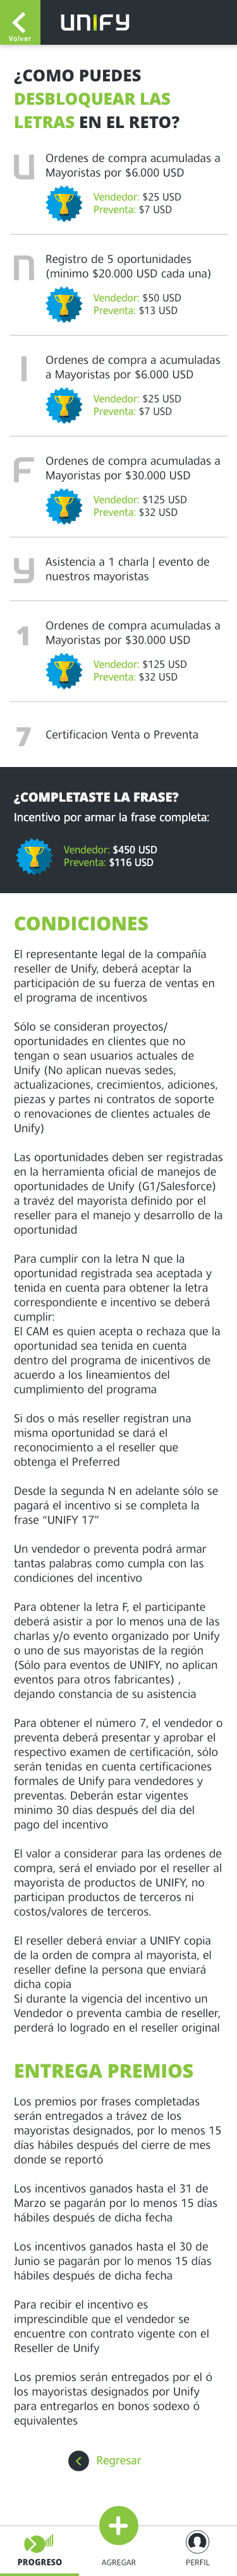 Volver
UNIFY
¿COMO PUEDES
DESBLOQUEAR LAS
LETRAS EN EL RETO?
U
Ordenes de compra acumuladas a
Mayoristas por $6.000 USD
Vendedor: $25 USD
Preventa: $7 USD
N
Registro de 5 oportunidades
(minimo $20.000 USD cada una)
Vendedor: $50 USD
Preventa: $13 USD
I
Ordenes de compra a acumuladas
a Mayoristas por $6.000 USD
Vendedor: $25 USD
Preventa: $7 USD
F
Ordenes de compra acumuladas a
Mayoristas por $30.000 USD
Vendedor: $125 USD
Preventa: $32 USD
Y
Asistencia a 1 charla | evento de
nuestros mayoristas
1
Ordenes de compra acumuladas a
Mayoristas por $30.000 USD
Vendedor: $125 USD
Preventa: $32 USD
7
Certificacion Venta o Preventa
¿COMPLETASTE LA FRASE?
Incentivo por armar la frase completa:
Vendedor: $450 USD
Preventa: $116 USD
CONDICIONES
El representante legal de la compañía
reseller de Unify, deberá aceptar la
participación de su fuerza de ventas en
el programa de incentivos
Sólo se consideran proyectos/
oportunidades en clientes que no
tengan o sean usuarios actuales de
Unify (No aplican nuevas sedes,
actualizaciones, crecimientos, adiciones,
piezas y partes ni contratos de soporte
o renovaciones de clientes actuales de
Unify)
Las oportunidades deben ser registradas
en la herramienta oficial de manejos de
oportunidades de Unify (G1/Salesforce)
a travéz del mayorista definido por el
reseller para el manejo y desarrollo de la
oportunidad
Para cumplir con la letra N que la
oportunidad registrada sea aceptada y
tenida en cuenta para obtener la letra
correspondiente e incentivo se deberá
cumplir:
El CAM es quien acepta o rechaza que la
oportunidad sea tenida en cuenta
dentro del programa de inicentivos de
acuerdo a los lineamientos del
cumplimiento del programa
Si dos o más reseller registran una
misma oportunidad se dará el
reconocimiento a el reseller que
obtenga el Preferred
Desde la segunda N en adelante sólo se
pagará el incentivo si se completa la
frase “UNIFY 17”
Un vendedor o preventa podrá armar
tantas palabras como cumpla con las
condiciones del incentivo
Para obtener la letra F, el participante
deberá asistir a por lo menos una de las
charlas y/o evento organizado por Unify
o uno de sus mayoristas de la región
(Sólo para eventos de UNIFY, no aplican
eventos para otros fabricantes) ,
dejando constancia de su asistencia
Para obtener el número 7, el vendedor o
preventa deberá presentar y aprobar el
respectivo examen de certificación, sólo
serán tenidas en cuenta certificaciones
formales de Unify para vendedores y
preventas. Deberán estar vigentes
minimo 30 dias después del dia del
pago del incentivo
El valor a considerar para las ordenes de
compra, será el enviado por el reseller al
mayorista de productos de UNIFY, no
participan productos de terceros ni
costos/valores de terceros.
El reseller deberá enviar a UNIFY copia
de la orden de compra al mayorista, el
reseller define la persona que enviará
dicha copia
Si durante la vigencia del incentivo un
Vendedor o preventa cambia de reseller,
perderá lo logrado en el reseller original
ENTREGA PREMIOS
Los premios por frases completadas
serán entregados a trávez de los
mayoristas designados, por lo menos 15
días hábiles después del cierre de mes
donde se reportó
Los incentivos ganados hasta el 31 de
Marzo se pagarán por lo menos 15 días
hábiles después de dicha fecha
Los incentivos ganados hasta el 30 de
Junio se pagarán por lo menos 15 días
hábiles después de dicha fecha
Para recibir el incentivo es
imprescindible que el vendedor se
encuentre con contrato vigente con el
Reseller de Unify
Los premios serán entregados por el ó
los mayoristas designados por Unify
para entregarlos en bonos sodexo ó
equivalentes
Regresar
PROGRESO
AGREGAR
PERFIL